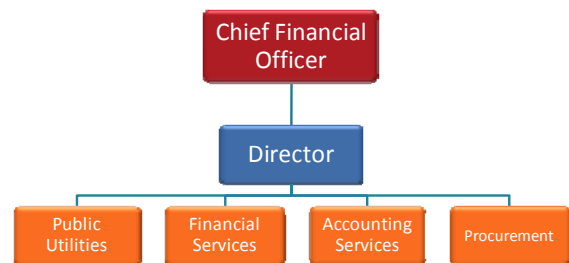 Chief Financial
Officer
Director
Public
Utilities
Financial
Services
Accounting
Services
Procurement